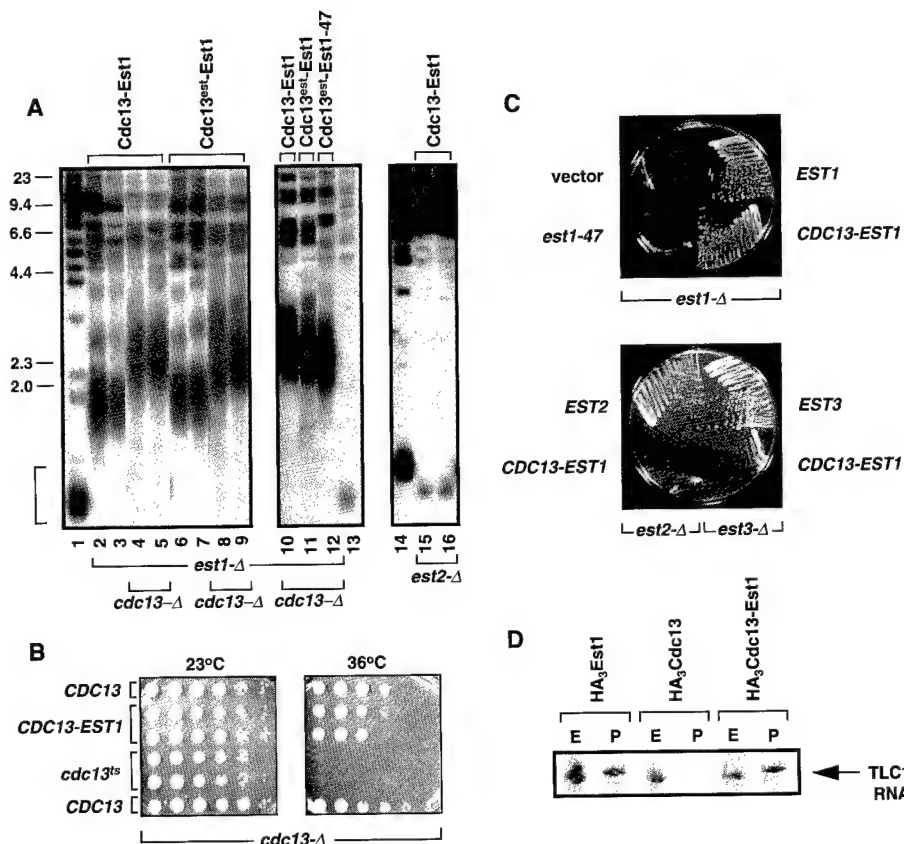 A
Cdc13-Est1
Cdc13est-Est1
Cdc13-Est1
Cdc13est-Est1
Cdc13est-Est1-47
Cdc13-Est1
23
9.4
6.6
4.4
2.3
2.0
1 2 3 4 5 6 7 8 9 10 11 12 13 14 15 16
est1-Δ
est2-Δ
cdc13-Δ
cdc13-Δ
cdc13-Δ
B
23ºC
36ºC
CDC13
CDC13-EST1
cdc13ts
CDC13
cdc13-Δ
C
vector
EST1
est1-47
CDC13-EST1
est1-Δ
EST2
EST3
CDC13-EST1
CDC13-EST1
est2-Δ
est3-Δ
D
HA3Est1
HA3Cdc13
HA3Cdc13-Est1
E P E P E P
TLC1
RNA